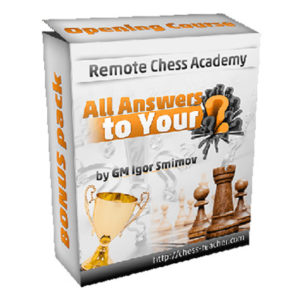 Opening Course
BONUS pack
Remote Chess Academy
All Answers
to Your ?
by GM Igor Smirnov
http://chess-teacher.com